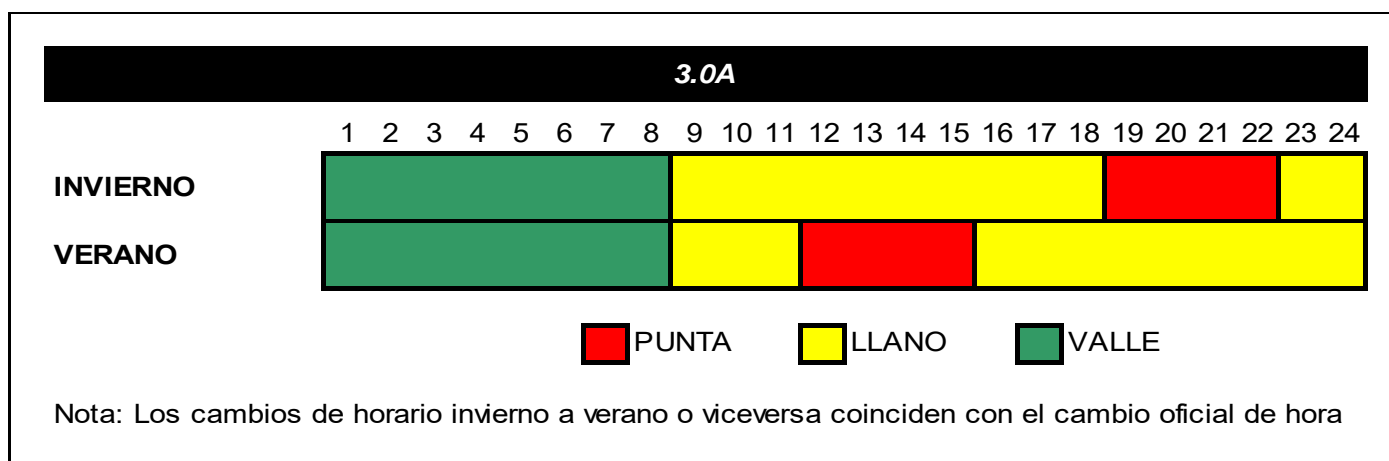 3.0A
1 2 3 4 5 6 7 8 9 10 11 12 13 14 15 16 17 18 19 20 21 22 23 24
INVIERNO
VERANO
PUNTA LLANO VALLE
Nota: Los cambios de horario invierno a verano o viceversa coinciden con el cambio oficial de hora